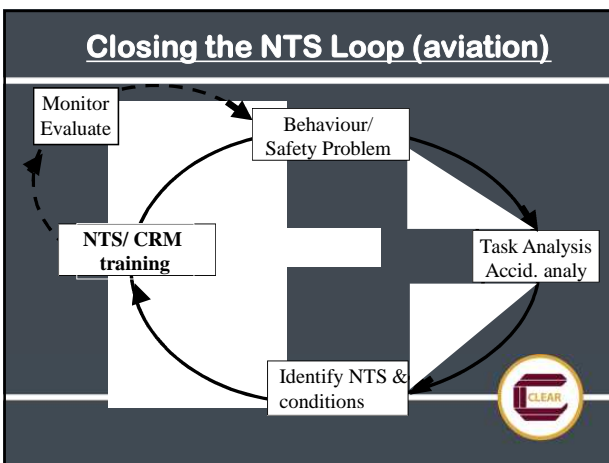 Closing the NTS Loop (aviation)
Monitor
Evaluate
Behaviour/
Safety Problem
NTS/ CRM
training
Task Analysis
Accid. analy
Identify NTS &
conditions
CLEAR